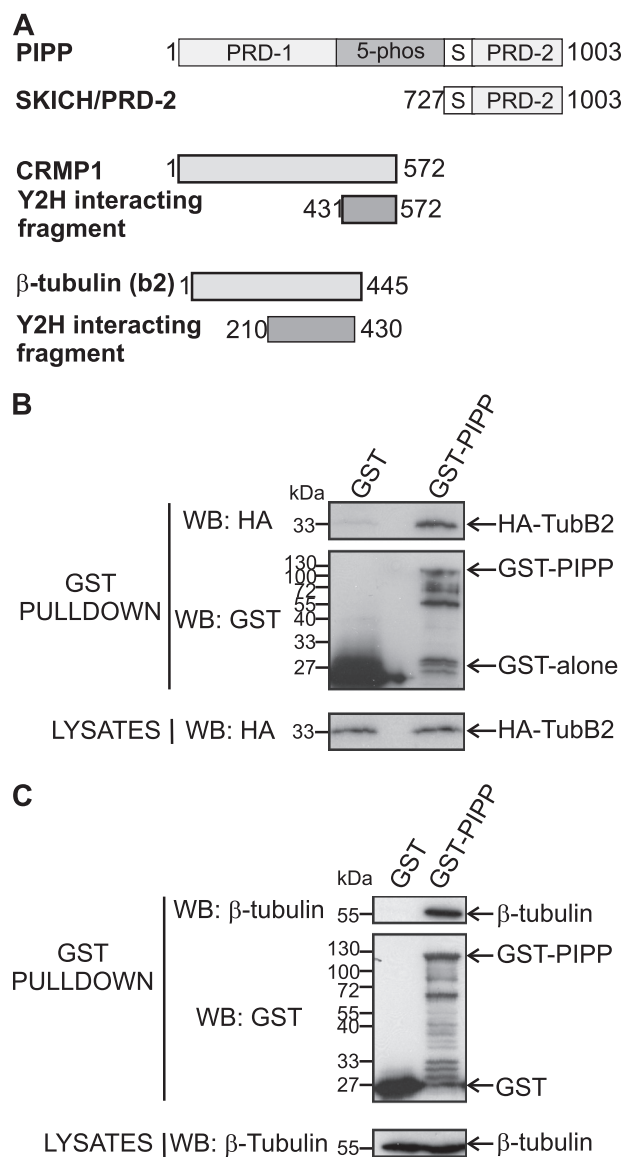 A
PIPP 1 PRD-1 5-phos S PRD-2 1003
SKICH/PRD-2 727 S PRD-2 1003
CRMP1 1 572
Y2H interacting 431 572
fragment
β-tubulin (b2) 1 445
Y2H interacting 210 430
fragment
B
GST GST-PIPP
kDa
WB: HA 33 HA-TubB2
GST PULLDOWN
WB: GST
130 GST-PIPP
100
72
55
40
33
27 GST-alone
LYSATES WB: HA 33 HA-TubB2
C
GST GST-PIPP
kDa
WB: β-tubulin 55 β-tubulin
GST PULLDOWN
WB: GST
130 GST-PIPP
100
72
55
40
33
27 GST
LYSATES WB: β-Tubulin 55 β-tubulin